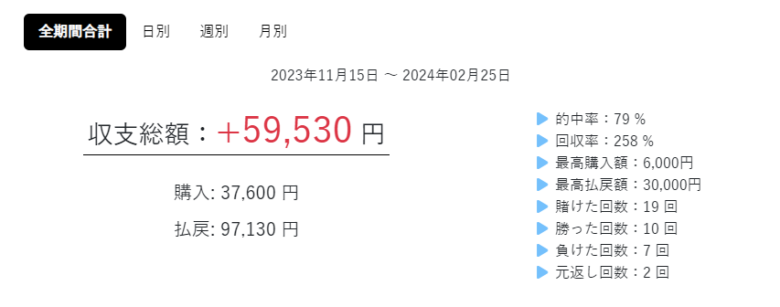 全期間合計 日別 週別 月別
2023年11月15日 ～ 2024年02月25日
収支総額：+59,530 円
購入: 37,600 円
払戻: 97,130 円
的中率：79 %
回収率：258 %
最高購入額：6,000円
最高払戻額：30,000円
賭けた回数：19 回
勝った回数：10 回
負けた回数：7 回
元返し回数：2 回